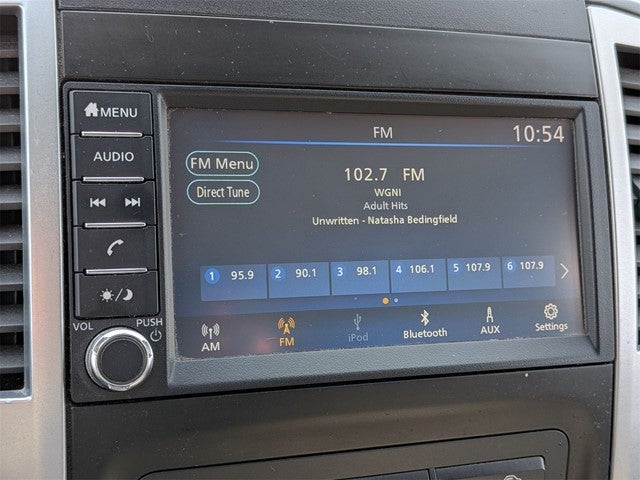 MENU
AUDIO
VOL
PUSH
FM
10:54
FM Menu
Direct Tune
102.7 FM
WGNI
Adult Hits
Unwritten - Natasha Bedingfield
1 95.9
2 90.1
3 98.1
4 106.1
5 107.9
6 107.9
AM
FM
iPod
Bluetooth
AUX
Settings